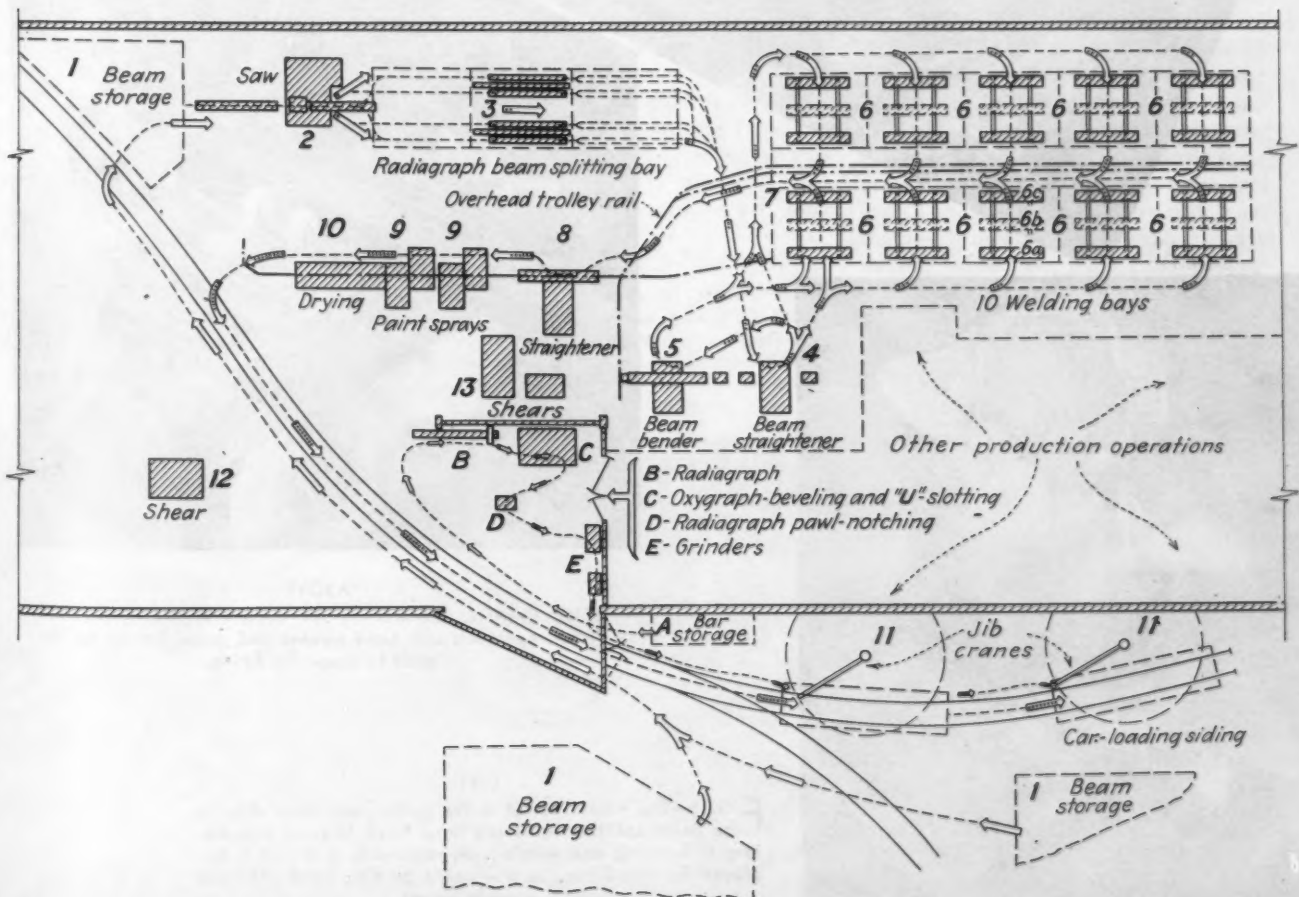 1
Beam
storage
Saw
2
3
Radiagraph beam splitting bay
Overhead trolley rail
7
6
6
6
6
6
6
6
6
6
6
6c
6b
6a
10 Welding bays
10
9
9
8
Drying
Paint sprays
Straightener
13
Shears
5
4
Beam
bender
Beam
straightener
Other production operations
B
C
D
E
B-Radiagraph
C-Oxygraph-beveling and "U"-slotting
D-Radiagraph pawl-notching
E-Grinders
12
Shear
A
Bar
storage
11
Jib
cranes
11
Car-loading siding
1
Beam
storage
1
Beam
storage